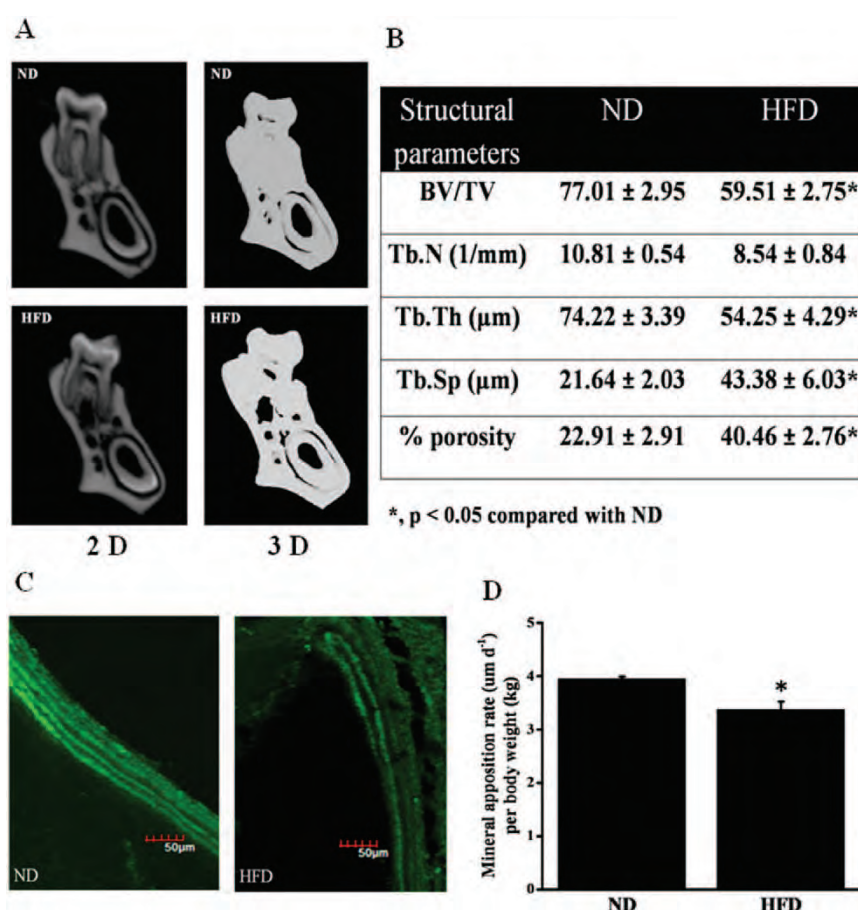 A
ND
ND
HFD
HFD
2 D
3 D
B
Structural parameters ND HFD
BV/TV 77.01 ± 2.95 59.51 ± 2.75*
Tb.N (1/mm) 10.81 ± 0.54 8.54 ± 0.84
Tb.Th (µm) 74.22 ± 3.39 54.25 ± 4.29*
Tb.Sp (µm) 21.64 ± 2.03 43.38 ± 6.03*
% porosity 22.91 ± 2.91 40.46 ± 2.76*
*, p < 0.05 compared with ND
C
50µm
ND
50µm
HFD
D
Mineral apposition rate (um d⁻¹)
per body weight (kg)
5
4
3
2
1
0
*
ND
HFD